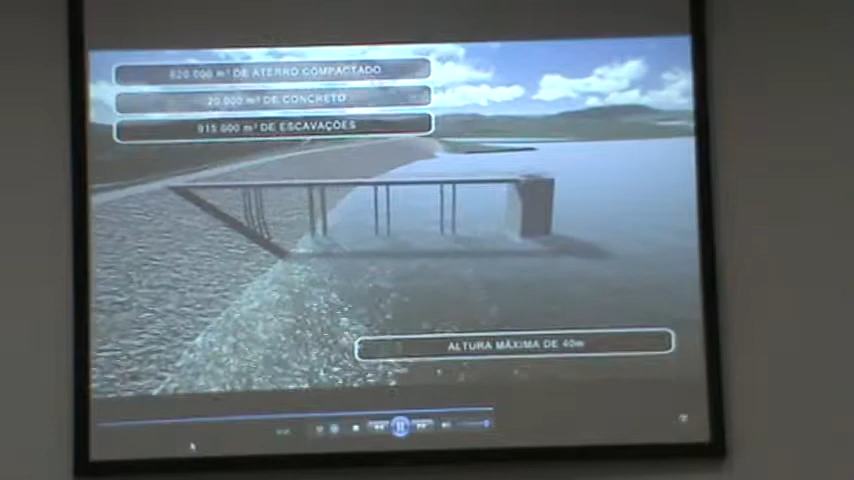 620.000 m³ DE ATERRO COMPACTADO
20.000 m³ DE CONCRETO
915.000 m³ DE ESCAVAÇÕES
ALTURA MÁXIMA DE 40m